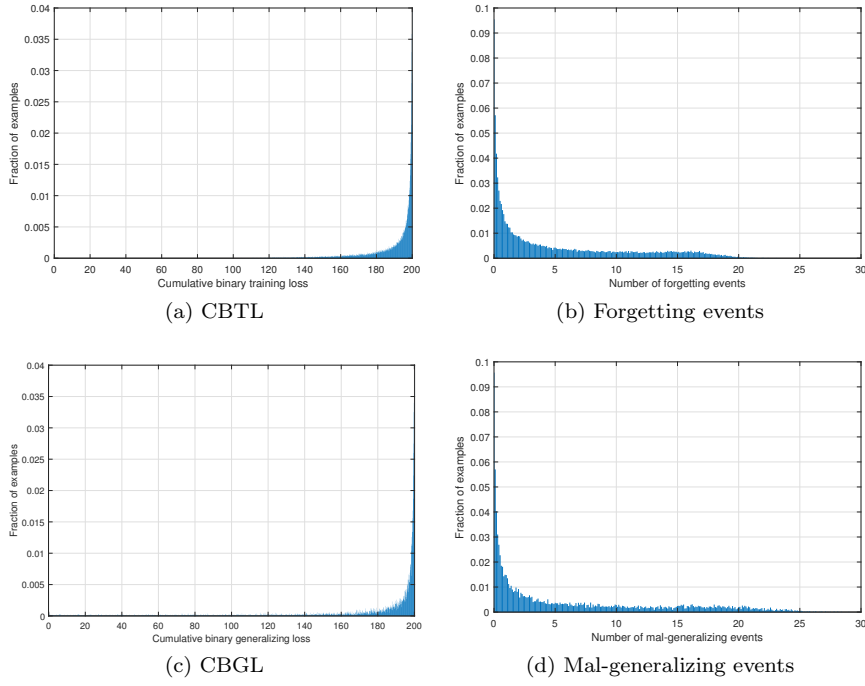 0.04
0.035
0.03
0.025
0.02
0.015
0.01
0.005
0
Fraction of examples
0 20 40 60 80 100 120 140 160 180 200
Cumulative binary training loss
(a) CBTL
0.1
0.09
0.08
0.07
0.06
0.05
0.04
0.03
0.02
0.01
0
Fraction of examples
0 5 10 15 20 25 30
Number of forgetting events
(b) Forgetting events
0.04
0.035
0.03
0.025
0.02
0.015
0.01
0.005
0
Fraction of examples
0 20 40 60 80 100 120 140 160 180 200
Cumulative binary generalizing loss
(c) CBGL
0.1
0.09
0.08
0.07
0.06
0.05
0.04
0.03
0.02
0.01
0
Fraction of examples
0 5 10 15 20 25 30
Number of mal-generalizing events
(d) Mal-generalizing events